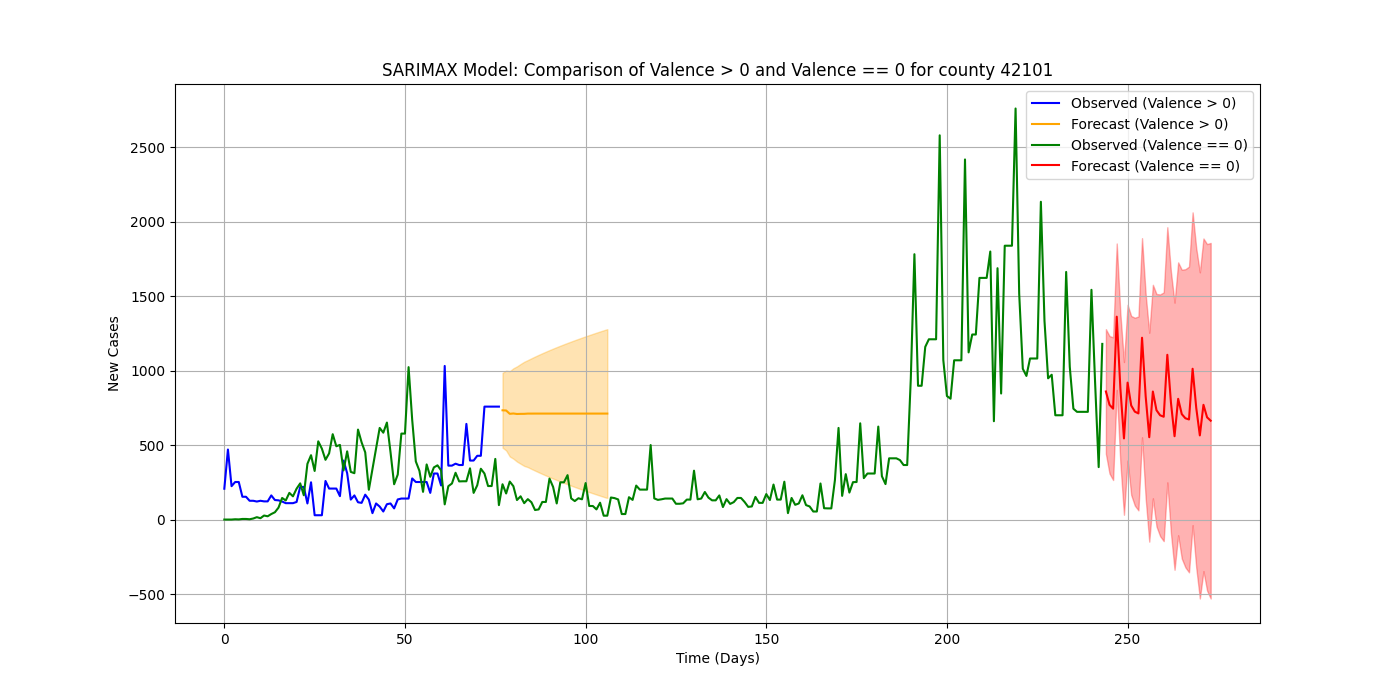 SARIMAX Model: Comparison of Valence > 0 and Valence == 0 for county 42101
Observed (Valence > 0)
Forecast (Valence > 0)
Observed (Valence == 0)
Forecast (Valence == 0)
New Cases
2500
2000
1500
1000
500
0
−500
0 50 100 150 200 250
Time (Days)